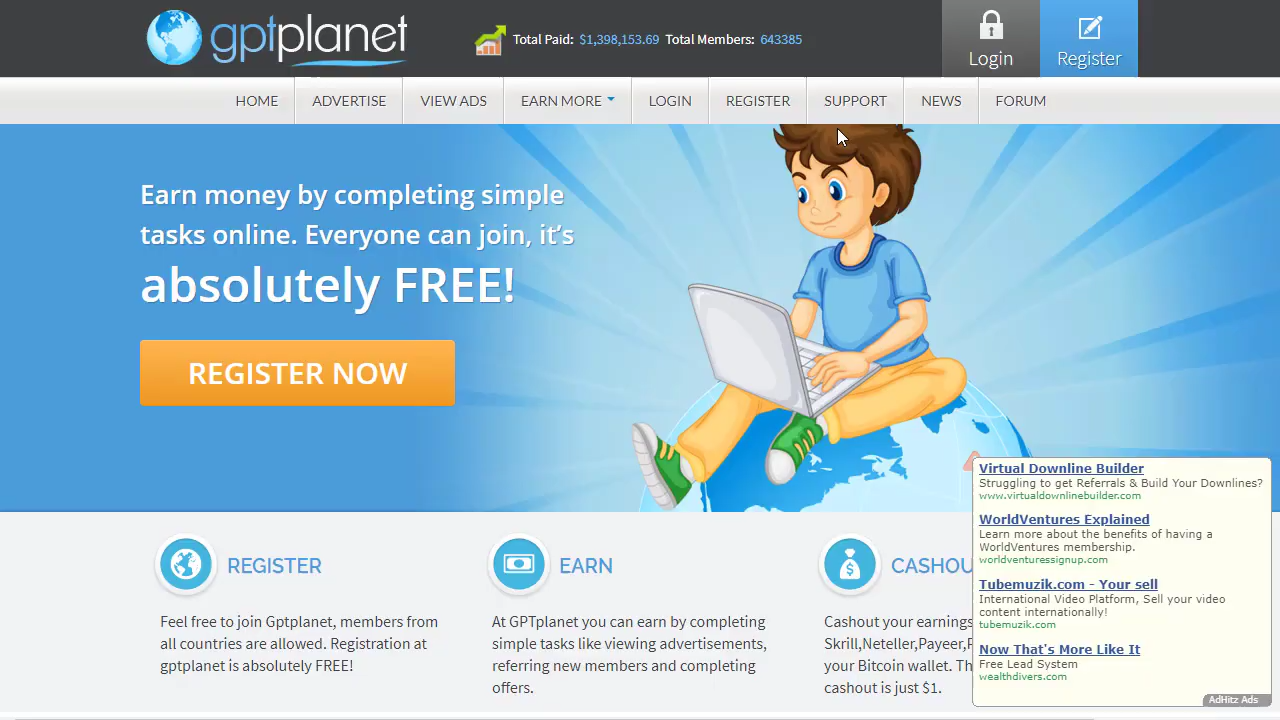 gptplanet
Total Paid: $1,398,153.69 Total Members: 643385
Login
Register
HOME ADVERTISE VIEW ADS EARN MORE LOGIN REGISTER SUPPORT NEWS FORUM
Earn money by completing simple
tasks online. Everyone can join, it's
absolutely FREE!
REGISTER NOW
REGISTER
Feel free to join Gptplanet, members from
all countries are allowed. Registration at
gptplanet is absolutely FREE!
EARN
At GPTplanet you can earn by completing
simple tasks like viewing advertisements,
referring new members and completing
offers.
CASHOU
Cashout your earnings
Skrill,Neteller,Payeer,P
your Bitcoin wallet. Th
cashout is just $1.
Virtual Downline Builder
Struggling to get Referrals & Build Your Downlines?
www.virtualdownlinebuilder.com
WorldVentures Explained
Learn more about the benefits of having a
WorldVentures membership.
worldventuressignup.com
Tubemuzik.com - Your sell
International Video Platform, Sell your video
content internationally!
tubemuzik.com
Now That's More Like It
Free Lead System
wealthdivers.com
AdHitz Ads